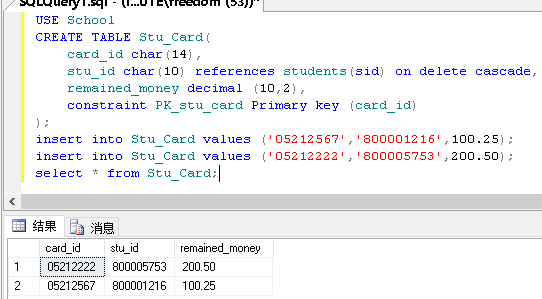 SQLQuery1.sql - (l...UTE\freedom (53))*
USE School
CREATE TABLE Stu_Card(
card_id char(14),
stu_id char(10) references students(sid) on delete cascade,
remained_money decimal (10,2),
constraint PK_stu_card Primary key (card_id)
);
insert into Stu_Card values ('05212567','800001216',100.25);
insert into Stu_Card values ('05212222','800005753',200.50);
select * from Stu_Card;
结果 消息
card_id stu_id remained_money
1 05212222 800005753 200.50
2 05212567 800001216 100.25